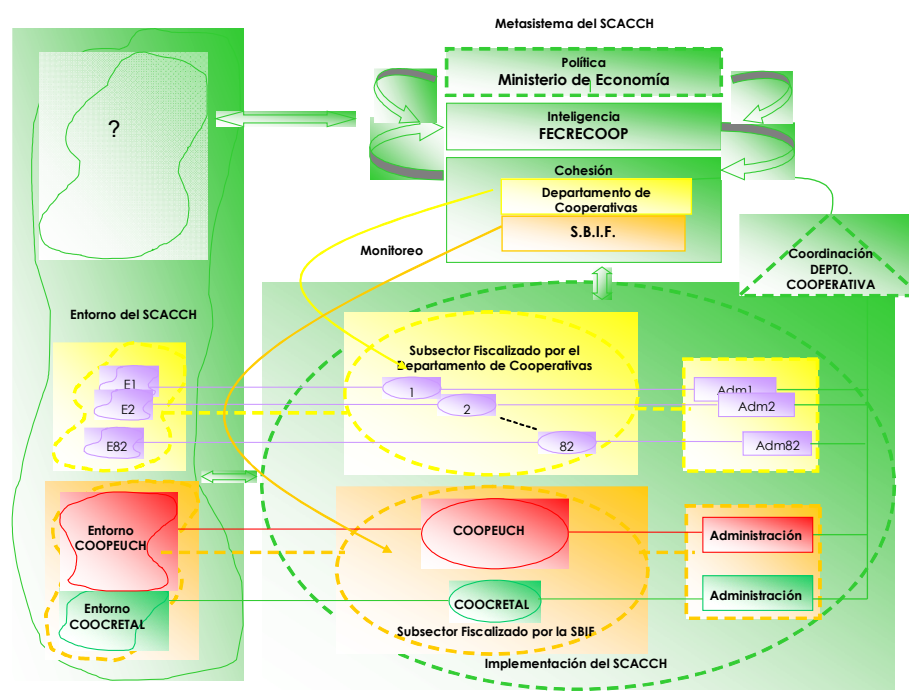 Metasistema del SCACCH
Política
Ministerio de Economía
?
Inteligencia
FECRECOOP
Cohesión
Departamento de
Cooperativas
S.B.I.F.
Monitoreo
Coordinación
DEPTO.
COOPERATIVA
Entorno del SCACCH
Subsector Fiscalizado por el
Departamento de Cooperativas
E1
1
Adm1
E2
2
Adm2
E82
82
Adm82
Entorno
COOPEUCH
COOPEUCH
Administración
Entorno
COOCRETAL
COOCRETAL
Administración
Subsector Fiscalizado por la SBIF
Implementación del SCACCH